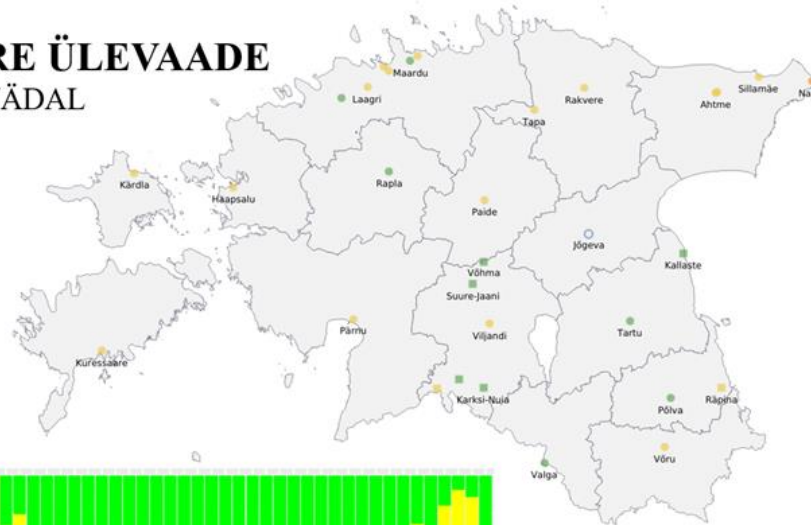 RE ÜLEVAADE
ÄDAL
Maardu
Laagri
Tapa
Rakvere
Ahtme
Sillamäe
Na
Kärdla
Haapsalu
Rapla
Paide
Jõgeva
Kallaste
Võhma
Suure-Jaani
Pärnu
Viljandi
Tartu
Kuressaare
Karksi-Nuia
Põlva
Räpina
Võru
Valga